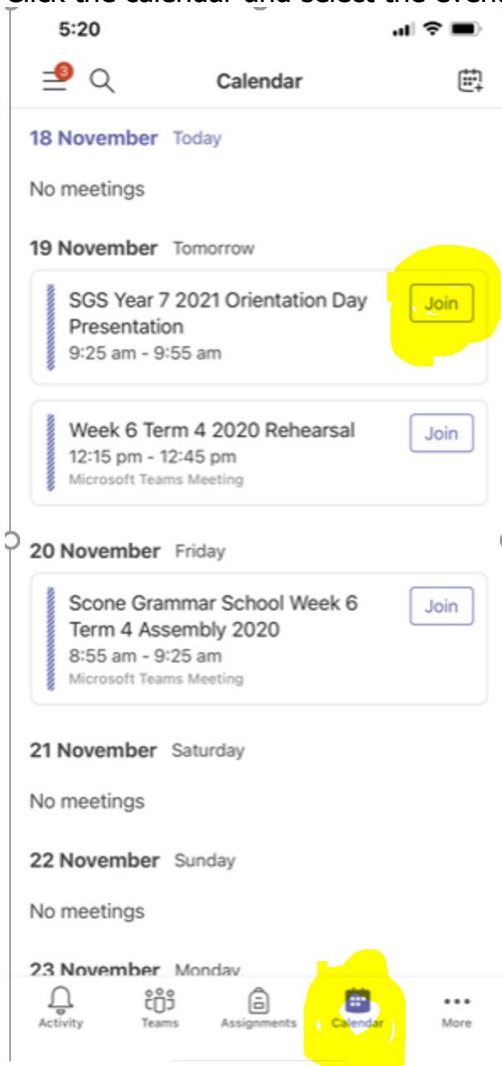 Click the calendar and select the event
5:20
3
Calendar
18 November Today
No meetings
19 November Tomorrow
SGS Year 7 2021 Orientation Day
Presentation
9:25 am - 9:55 am
Join
Week 6 Term 4 2020 Rehearsal
12:15 pm - 12:45 pm
Microsoft Teams Meeting
Join
20 November Friday
Scone Grammar School Week 6
Term 4 Assembly 2020
8:55 am - 9:25 am
Microsoft Teams Meeting
Join
21 November Saturday
No meetings
22 November Sunday
No meetings
23 November Monday
Activity Teams Assignments Calendar More